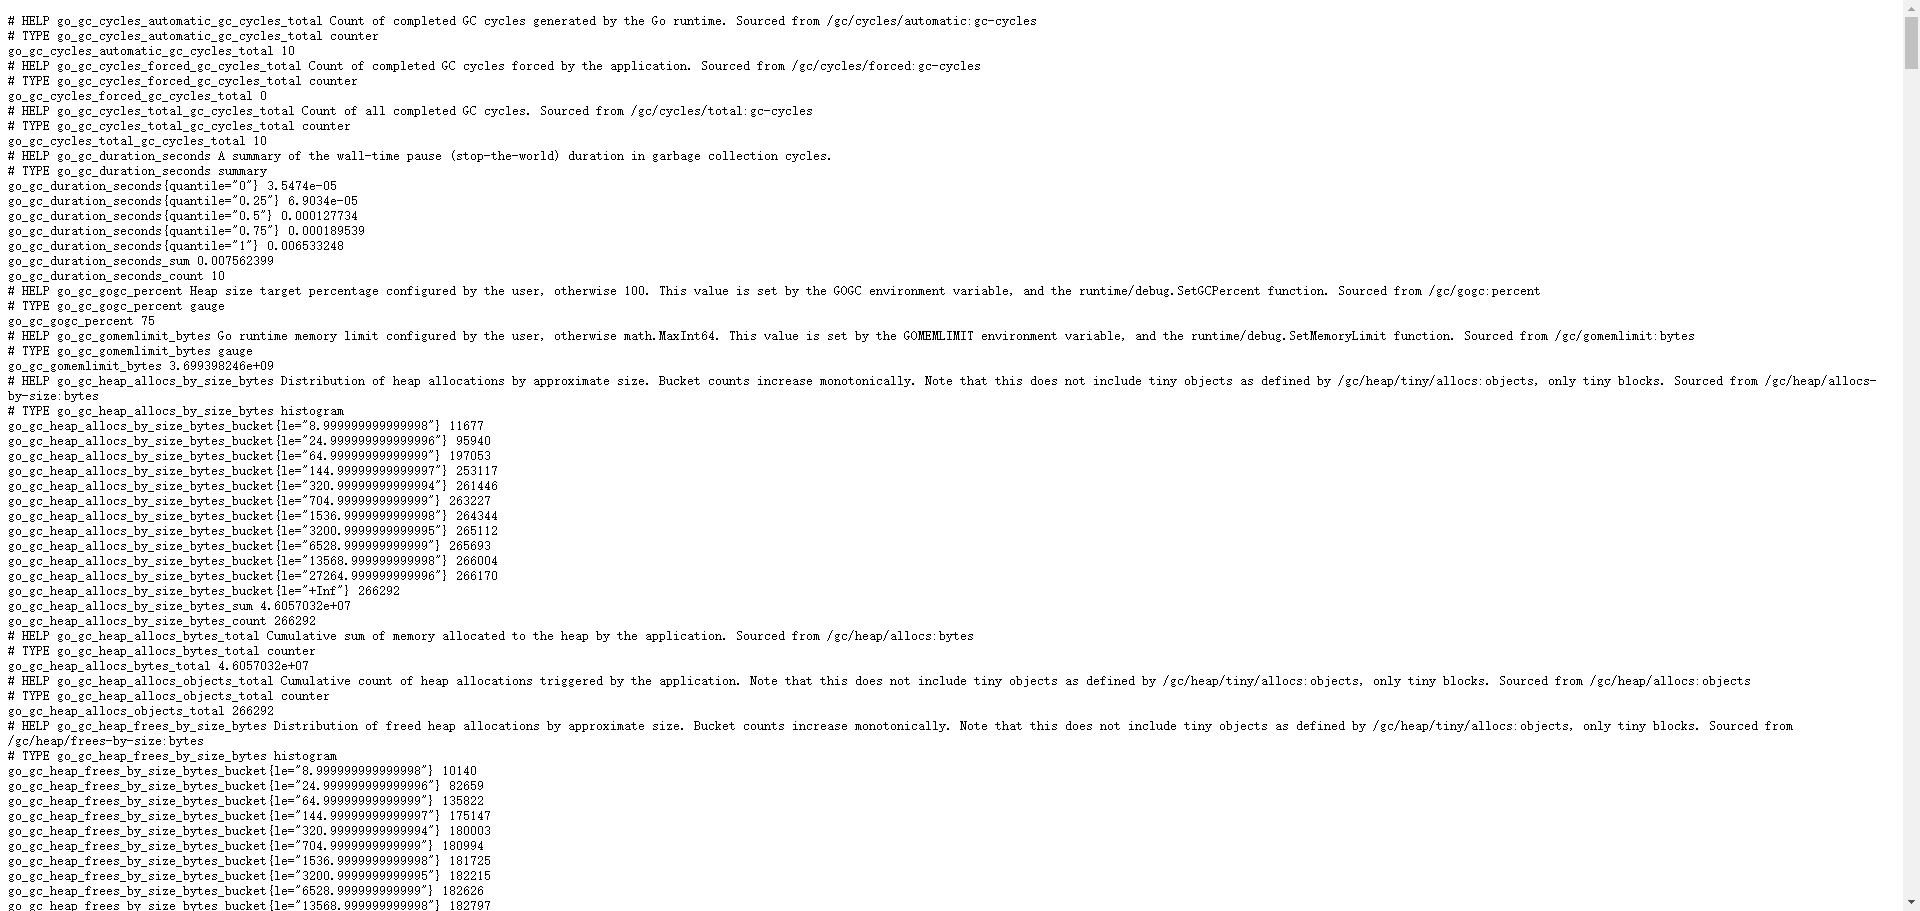 # HELP go_gc_cycles_automatic_gc_cycles_total Count of completed GC cycles generated by the Go runtime. Sourced from /gc/cycles/automatic:gc-cycles
# TYPE go_gc_cycles_automatic_gc_cycles_total counter
go_gc_cycles_automatic_gc_cycles_total 10
# HELP go_gc_cycles_forced_gc_cycles_total Count of completed GC cycles forced by the application. Sourced from /gc/cycles/forced:gc-cycles
# TYPE go_gc_cycles_forced_gc_cycles_total counter
go_gc_cycles_forced_gc_cycles_total 0
# HELP go_gc_cycles_total_gc_cycles_total Count of all completed GC cycles. Sourced from /gc/cycles/total:gc-cycles
# TYPE go_gc_cycles_total_gc_cycles_total counter
go_gc_cycles_total_gc_cycles_total 10
# HELP go_gc_duration_seconds A summary of the wall-time pause (stop-the-world) duration in garbage collection cycles.
# TYPE go_gc_duration_seconds summary
go_gc_duration_seconds{quantile="0"} 3.5474e-05
go_gc_duration_seconds{quantile="0.25"} 6.9034e-05
go_gc_duration_seconds{quantile="0.5"} 0.000127734
go_gc_duration_seconds{quantile="0.75"} 0.000189539
go_gc_duration_seconds{quantile="1"} 0.006533248
go_gc_duration_seconds_sum 0.007562399
go_gc_duration_seconds_count 10
# HELP go_gc_gogc_percent Heap size target percentage configured by the user, otherwise 100. This value is set by the GOGC environment variable, and the runtime/debug.SetGCPercent function. Sourced from /gc/gogc:percent
# TYPE go_gc_gogc_percent gauge
go_gc_gogc_percent 75
# HELP go_gc_gomemlimit_bytes Go runtime memory limit configured by the user, otherwise math.MaxInt64. This value is set by the GOMEMLIMIT environment variable, and the runtime/debug.SetMemoryLimit function. Sourced from /gc/gomemlimit:bytes
# TYPE go_gc_gomemlimit_bytes gauge
go_gc_gomemlimit_bytes 3.699398246e+09
# HELP go_gc_heap_allocs_by_size_bytes Distribution of heap allocations by approximate size. Bucket counts increase monotonically. Note that this does not include tiny objects as defined by /gc/heap/tiny/allocs:objects, only tiny blocks. Sourced from /gc/heap/allocs-
by-size:bytes
# TYPE go_gc_heap_allocs_by_size_bytes histogram
go_gc_heap_allocs_by_size_bytes_bucket{le="8.999999999999998"} 11677
go_gc_heap_allocs_by_size_bytes_bucket{le="24.999999999999996"} 95940
go_gc_heap_allocs_by_size_bytes_bucket{le="64.99999999999999"} 197053
go_gc_heap_allocs_by_size_bytes_bucket{le="144.99999999999997"} 253117
go_gc_heap_allocs_by_size_bytes_bucket{le="320.99999999999994"} 261446
go_gc_heap_allocs_by_size_bytes_bucket{le="704.9999999999999"} 263227
go_gc_heap_allocs_by_size_bytes_bucket{le="1536.9999999999998"} 264344
go_gc_heap_allocs_by_size_bytes_bucket{le="3200.9999999999995"} 265112
go_gc_heap_allocs_by_size_bytes_bucket{le="6528.999999999999"} 265693
go_gc_heap_allocs_by_size_bytes_bucket{le="13568.999999999998"} 266004
go_gc_heap_allocs_by_size_bytes_bucket{le="27264.999999999996"} 266170
go_gc_heap_allocs_by_size_bytes_bucket{le="+Inf"} 266292
go_gc_heap_allocs_by_size_bytes_sum 4.6057032e+07
go_gc_heap_allocs_by_size_bytes_count 266292
# HELP go_gc_heap_allocs_bytes_total Cumulative sum of memory allocated to the heap by the application. Sourced from /gc/heap/allocs:bytes
# TYPE go_gc_heap_allocs_bytes_total counter
go_gc_heap_allocs_bytes_total 4.6057032e+07
# HELP go_gc_heap_allocs_objects_total Cumulative count of heap allocations triggered by the application. Note that this does not include tiny objects as defined by /gc/heap/tiny/allocs:objects, only tiny blocks. Sourced from /gc/heap/allocs:objects
# TYPE go_gc_heap_allocs_objects_total counter
go_gc_heap_allocs_objects_total 266292
# HELP go_gc_heap_frees_by_size_bytes Distribution of freed heap allocations by approximate size. Bucket counts increase monotonically. Note that this does not include tiny objects as defined by /gc/heap/tiny/allocs:objects, only tiny blocks. Sourced from
/gc/heap/frees-by-size:bytes
# TYPE go_gc_heap_frees_by_size_bytes histogram
go_gc_heap_frees_by_size_bytes_bucket{le="8.999999999999998"} 10140
go_gc_heap_frees_by_size_bytes_bucket{le="24.999999999999996"} 82659
go_gc_heap_frees_by_size_bytes_bucket{le="64.99999999999999"} 135822
go_gc_heap_frees_by_size_bytes_bucket{le="144.99999999999997"} 175147
go_gc_heap_frees_by_size_bytes_bucket{le="320.99999999999994"} 180003
go_gc_heap_frees_by_size_bytes_bucket{le="704.9999999999999"} 180994
go_gc_heap_frees_by_size_bytes_bucket{le="1536.9999999999998"} 181725
go_gc_heap_frees_by_size_bytes_bucket{le="3200.9999999999995"} 182215
go_gc_heap_frees_by_size_bytes_bucket{le="6528.999999999999"} 182626
go_gc_heap_frees_by_size_bytes_bucket{le="13568.999999999998"} 182797